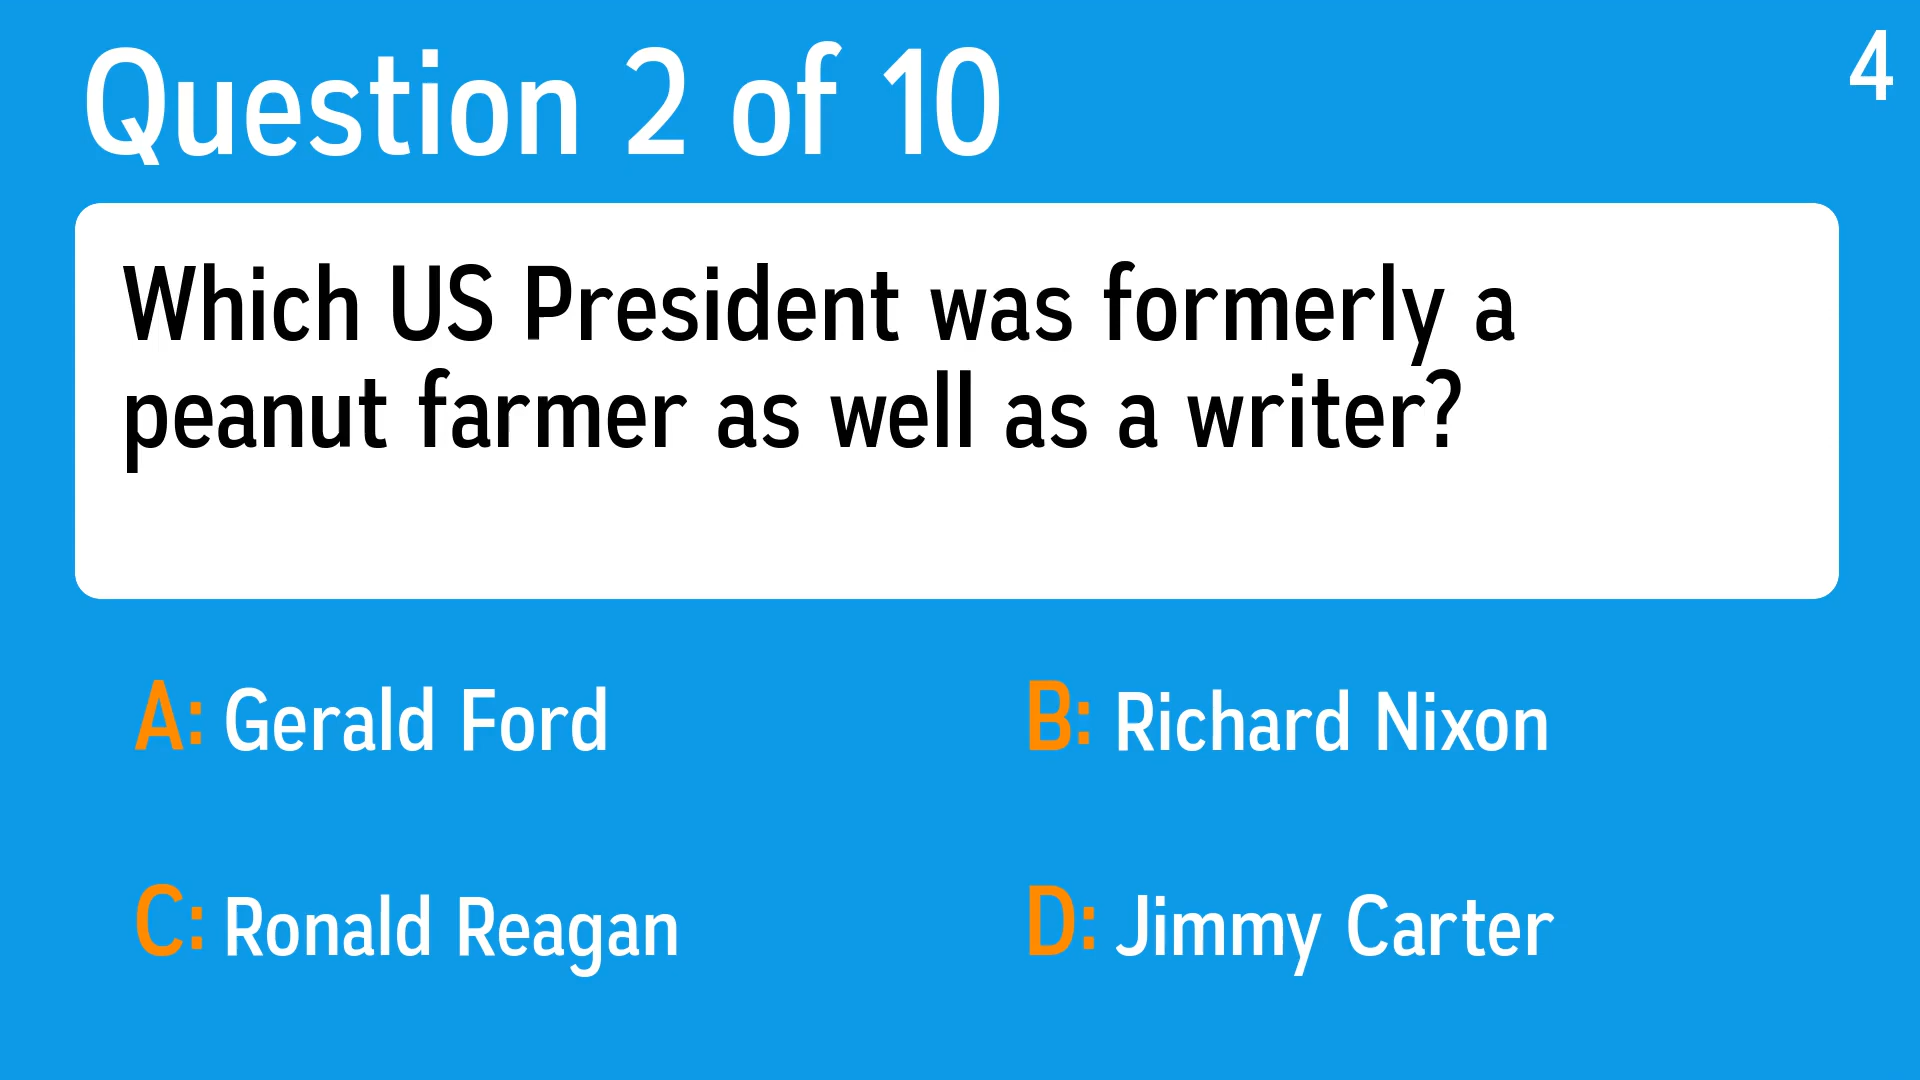 Question 2 of 10
4
Which US President was formerly a
peanut farmer as well as a writer?
A: Gerald Ford
B: Richard Nixon
C: Ronald Reagan
D: Jimmy Carter